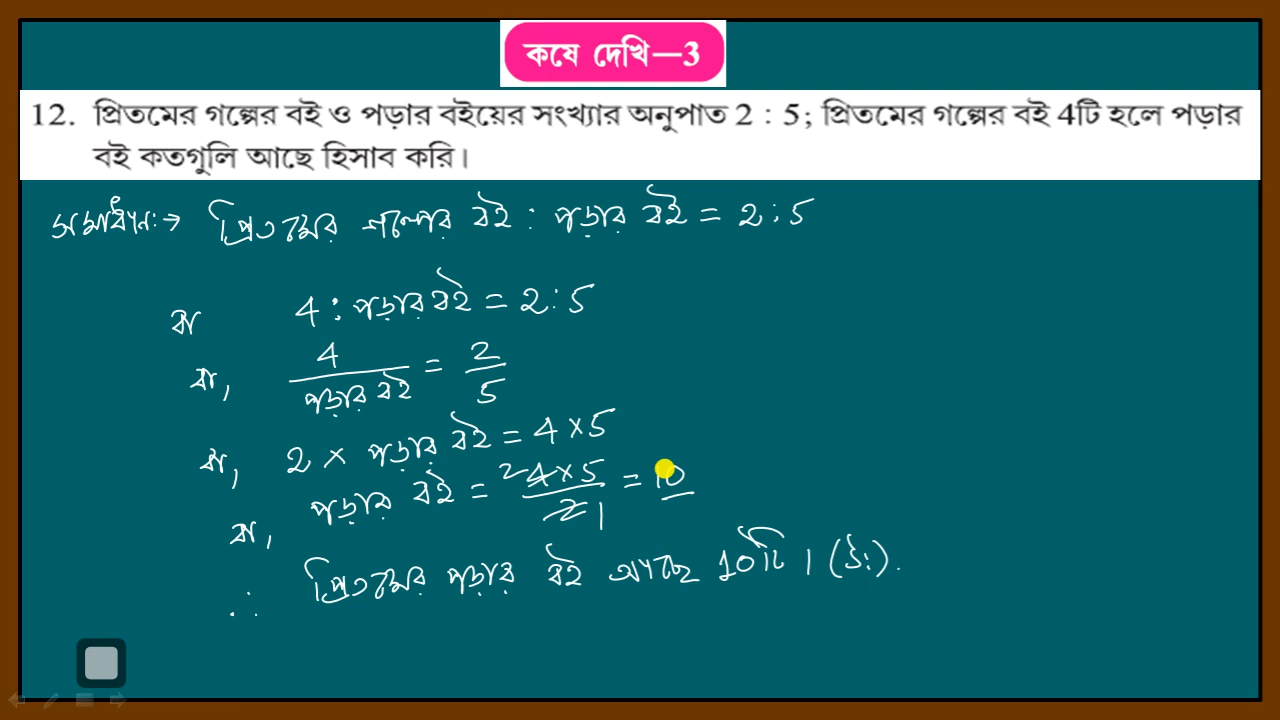 কষে দেখি—3
12. প্রিতমের গল্পের বই ও পড়ার বইয়ের সংখ্যার অনুপাত 2 : 5; প্রিতমের গল্পের বই 4টি হলে পড়ার
বই কতগুলি আছে হিসাব করি।
সমাধান:→ প্রিতমের গল্পের বই : পড়ার বই = 2:5
বা 4 : পড়ার বই = 2:5
বা, 4/পড়ার বই = 2/5
বা, 2 × পড়ার বই = 4×5
বা, পড়ার বই = 2 4×5/2 1 = 10
∴ প্রিতমের পড়ার বই আছে 10টি। (উ:).